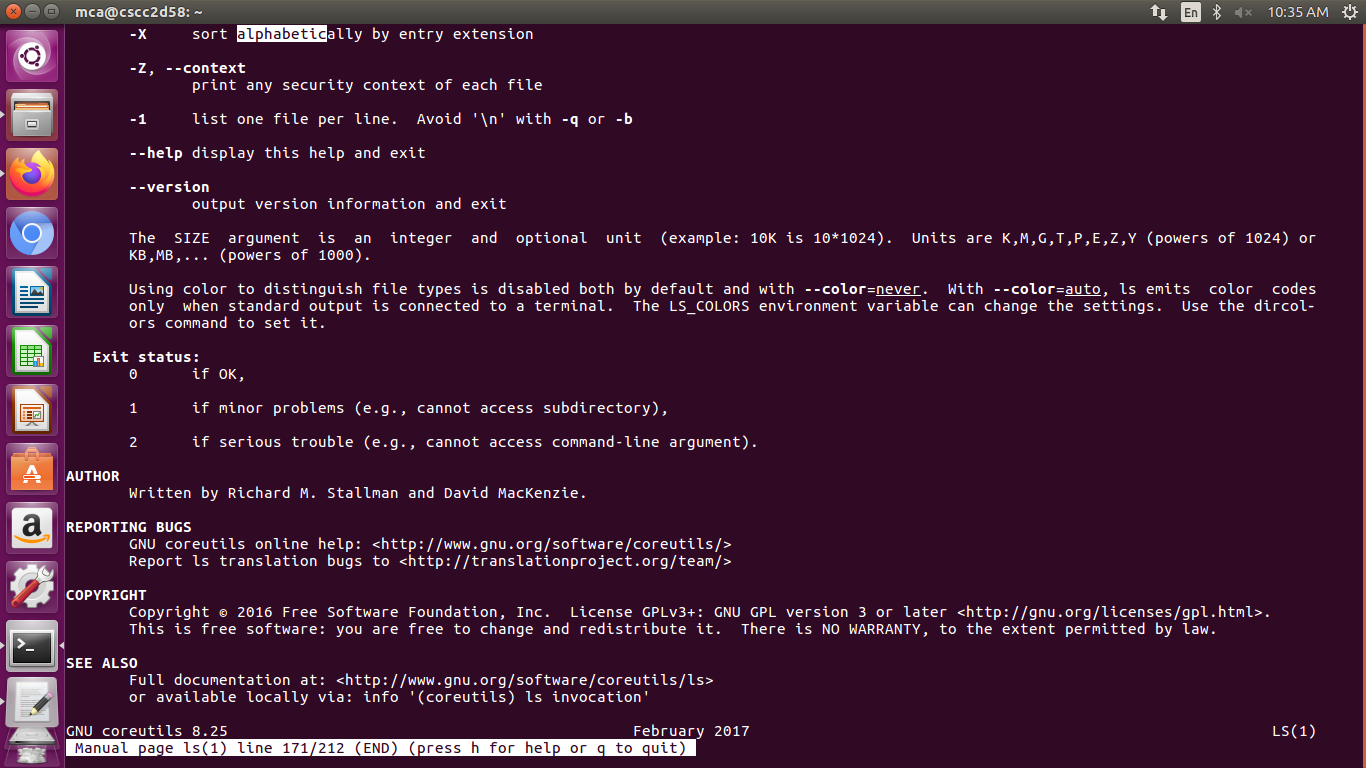 mca@cscc2d58: ~
En
10:35 AM
-X sort alphabetically by entry extension
-Z, --context
print any security context of each file
-1 list one file per line.  Avoid '\n' with -q or -b
--help display this help and exit
--version
output version information and exit
The  SIZE  argument  is  an  integer  and  optional  unit  (example: 10K is 10*1024).  Units are K,M,G,T,P,E,Z,Y (powers of 1024) or
KB,MB,... (powers of 1000).
Using color to distinguish file types is disabled both by default and with --color=never.  With --color=auto, ls emits  color  codes
only  when standard output is connected to a terminal.  The LS_COLORS environment variable can change the settings.  Use the dircol-
ors command to set it.
Exit status:
0 if OK,
1 if minor problems (e.g., cannot access subdirectory),
2 if serious trouble (e.g., cannot access command-line argument).
AUTHOR
Written by Richard M. Stallman and David MacKenzie.
REPORTING BUGS
GNU coreutils online help: <http://www.gnu.org/software/coreutils/>
Report ls translation bugs to <http://translationproject.org/team/>
COPYRIGHT
Copyright © 2016 Free Software Foundation, Inc.  License GPLv3+: GNU GPL version 3 or later <http://gnu.org/licenses/gpl.html>.
This is free software: you are free to change and redistribute it.  There is NO WARRANTY, to the extent permitted by law.
SEE ALSO
Full documentation at: <http://www.gnu.org/software/coreutils/ls>
or available locally via: info '(coreutils) ls invocation'
GNU coreutils 8.25 February 2017 LS(1)
Manual page ls(1) line 171/212 (END) (press h for help or q to quit)